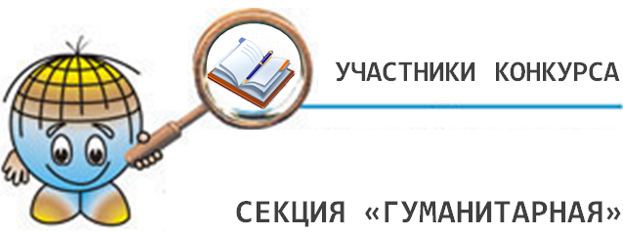 УЧАСТНИКИ КОНКУРСА
СЕКЦИЯ «ГУМАНИТАРНАЯ»